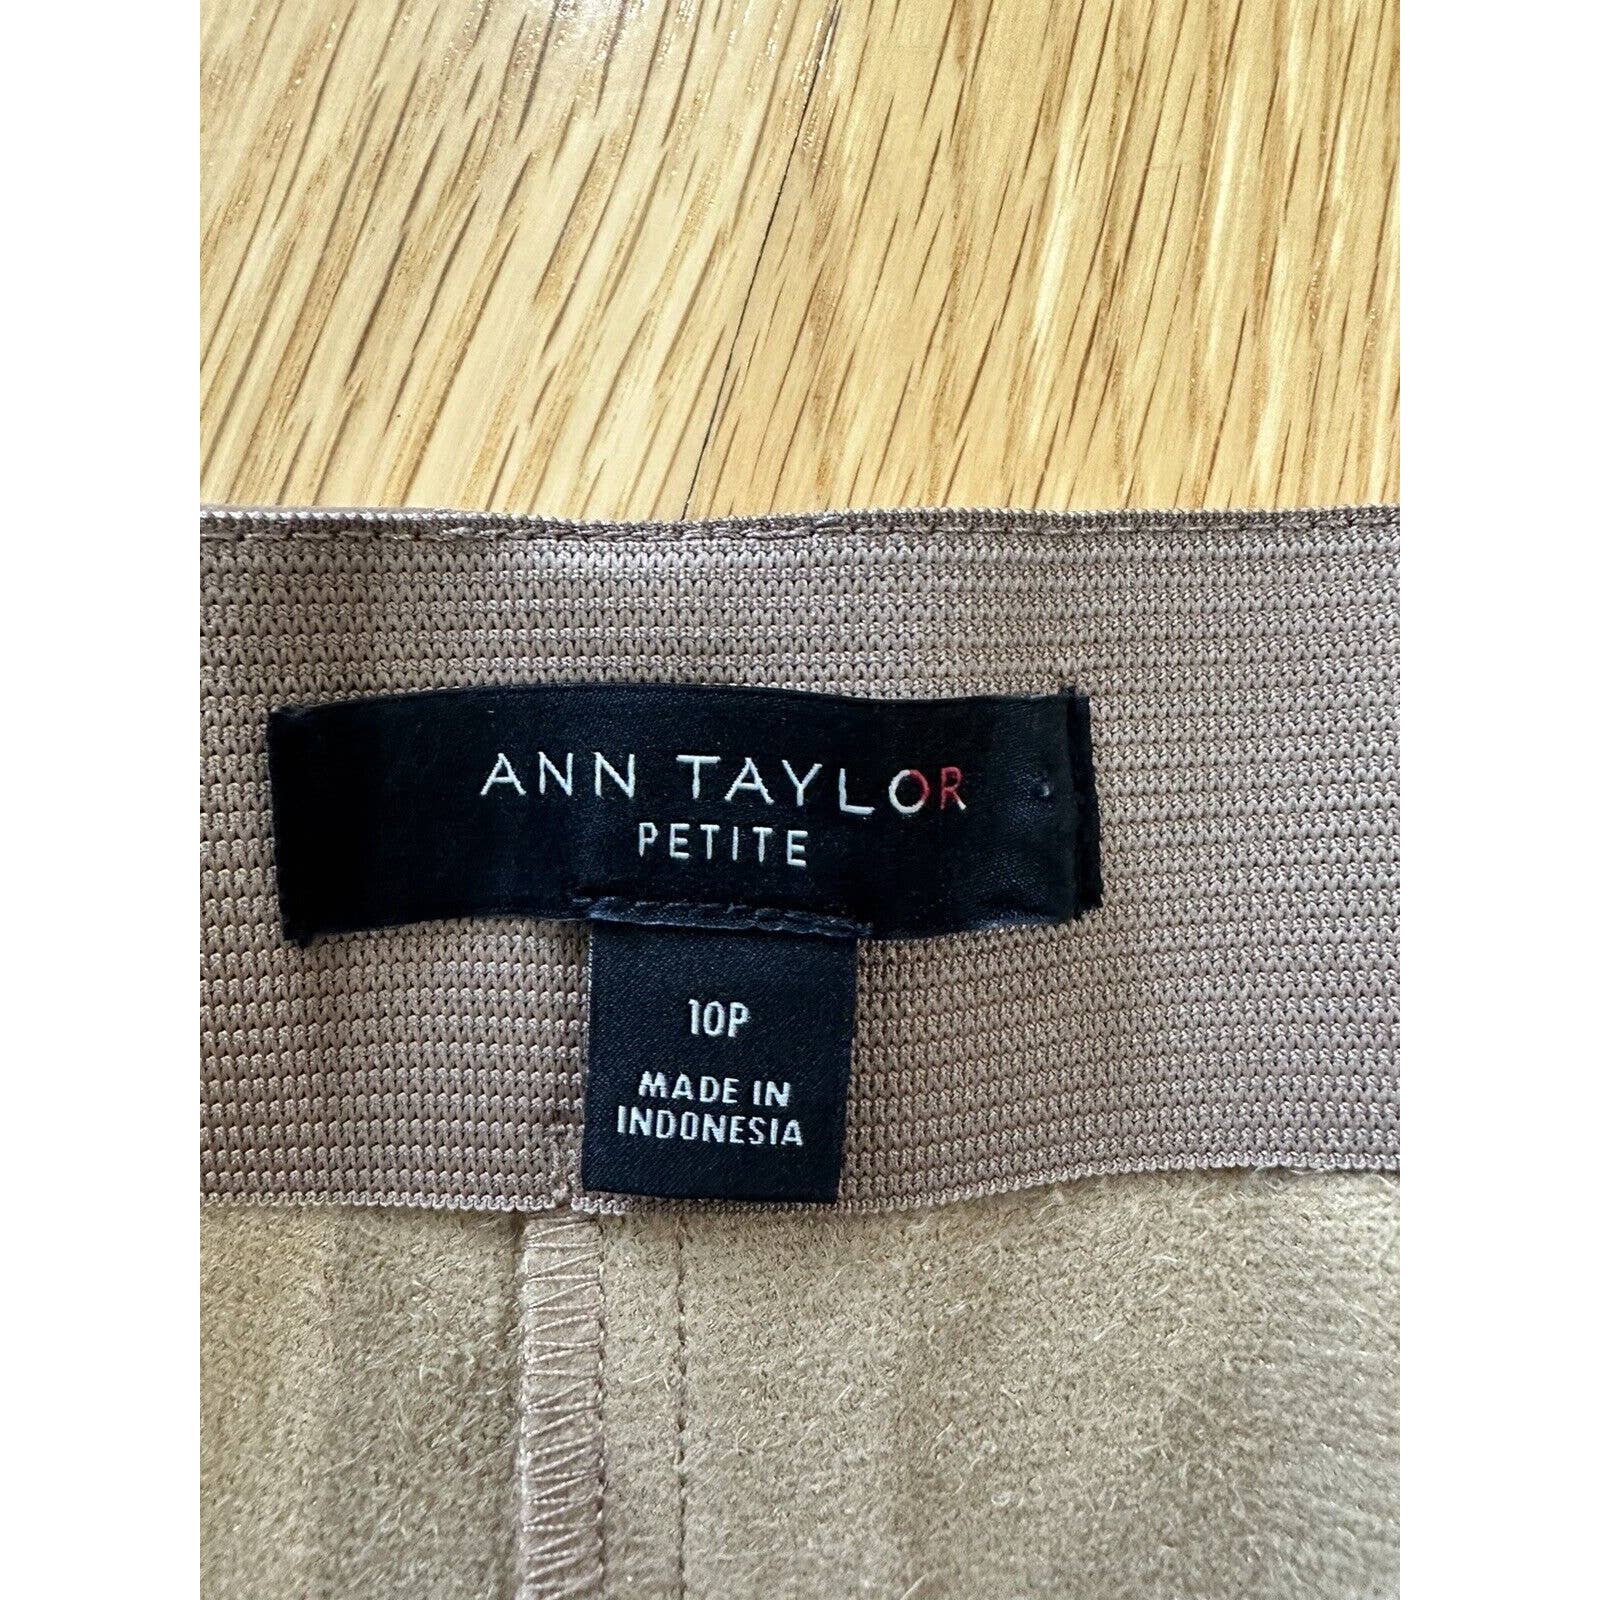 ANN TAYLOR
PETITE
10P
MADE IN
INDONESIA